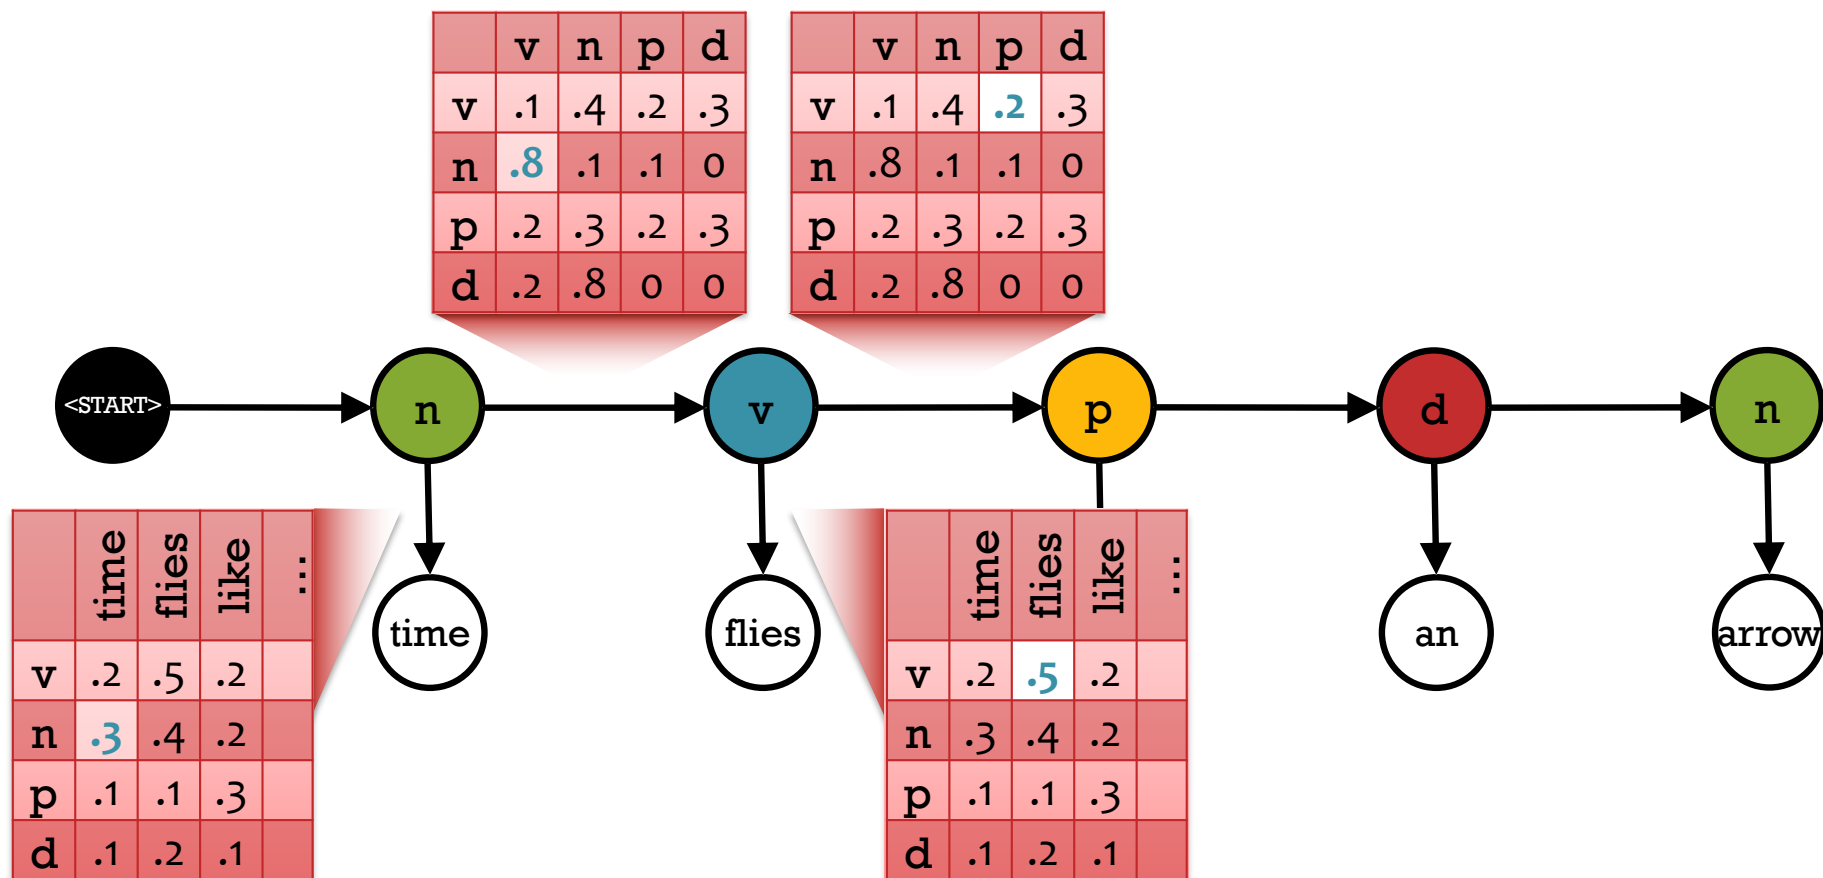 v n p d
v .1 .4 .2 .3
n .8 .1 .1 0
p .2 .3 .2 .3
d .2 .8 0 0
v n p d
v .1 .4 .2 .3
n .8 .1 .1 0
p .2 .3 .2 .3
d .2 .8 0 0
<START> n v p d n
time flies like ...
v .2 .5 .2
n .3 .4 .2
p .1 .1 .3
d .1 .2 .1
time flies
time flies like ...
v .2 .5 .2
n .3 .4 .2
p .1 .1 .3
d .1 .2 .1
an arrow